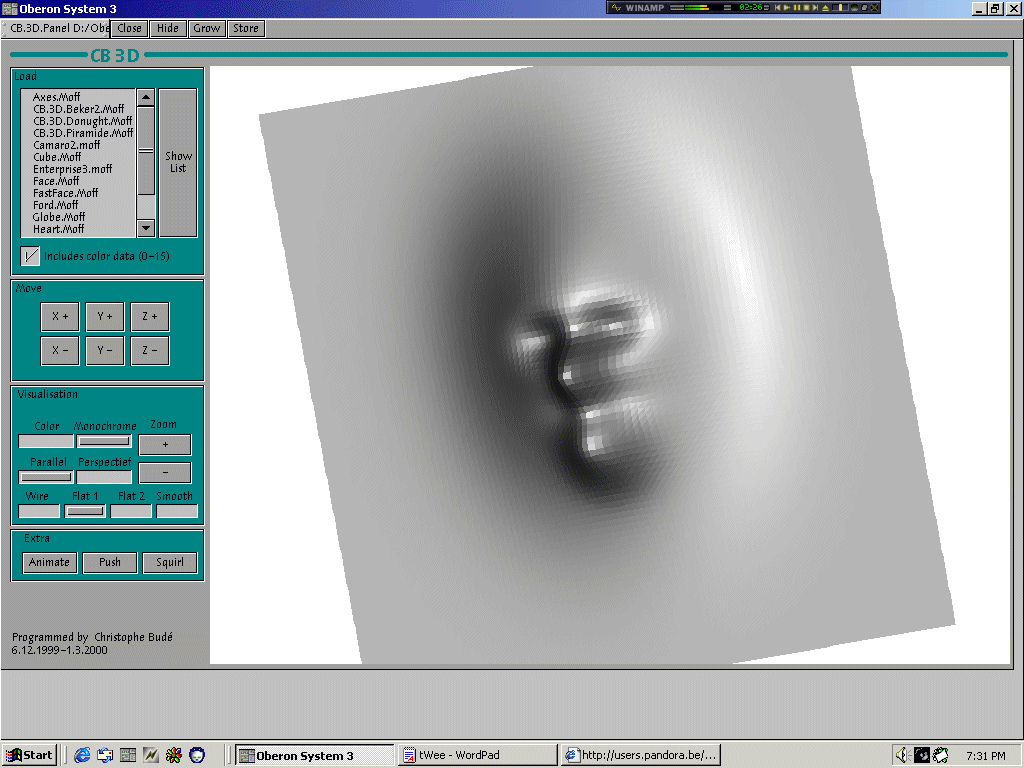 Oberon System 3
WINAMP 02:26
CB.3D.Panel D:/Obe Close Hide Grow Store
CB 3D
Load
Axes.Moff
CB.3D.Beker2.Moff
CB.3D.Donught.Moff
CB.3D.Piramide.Moff
Camaro2.moff
Cube.Moff
Enterprise3.moff
Face.Moff
FastFace.Moff
Ford.Moff
Globe.Moff
Heart.Moff
Show
List
Includes color data (0-15)
Move
X + Y + Z +
X - Y - Z -
Visualisation
Color Monochrome Zoom
+
Parallel Perspectief
-
Wire Flat 1 Flat 2 Smooth
Extra
Animate Push Squirl
Programmed by Christophe Budé
6.12.1999-1.3.2000
Start Oberon System 3 tWee - WordPad http://users.pandora.be/... 7:31 PM